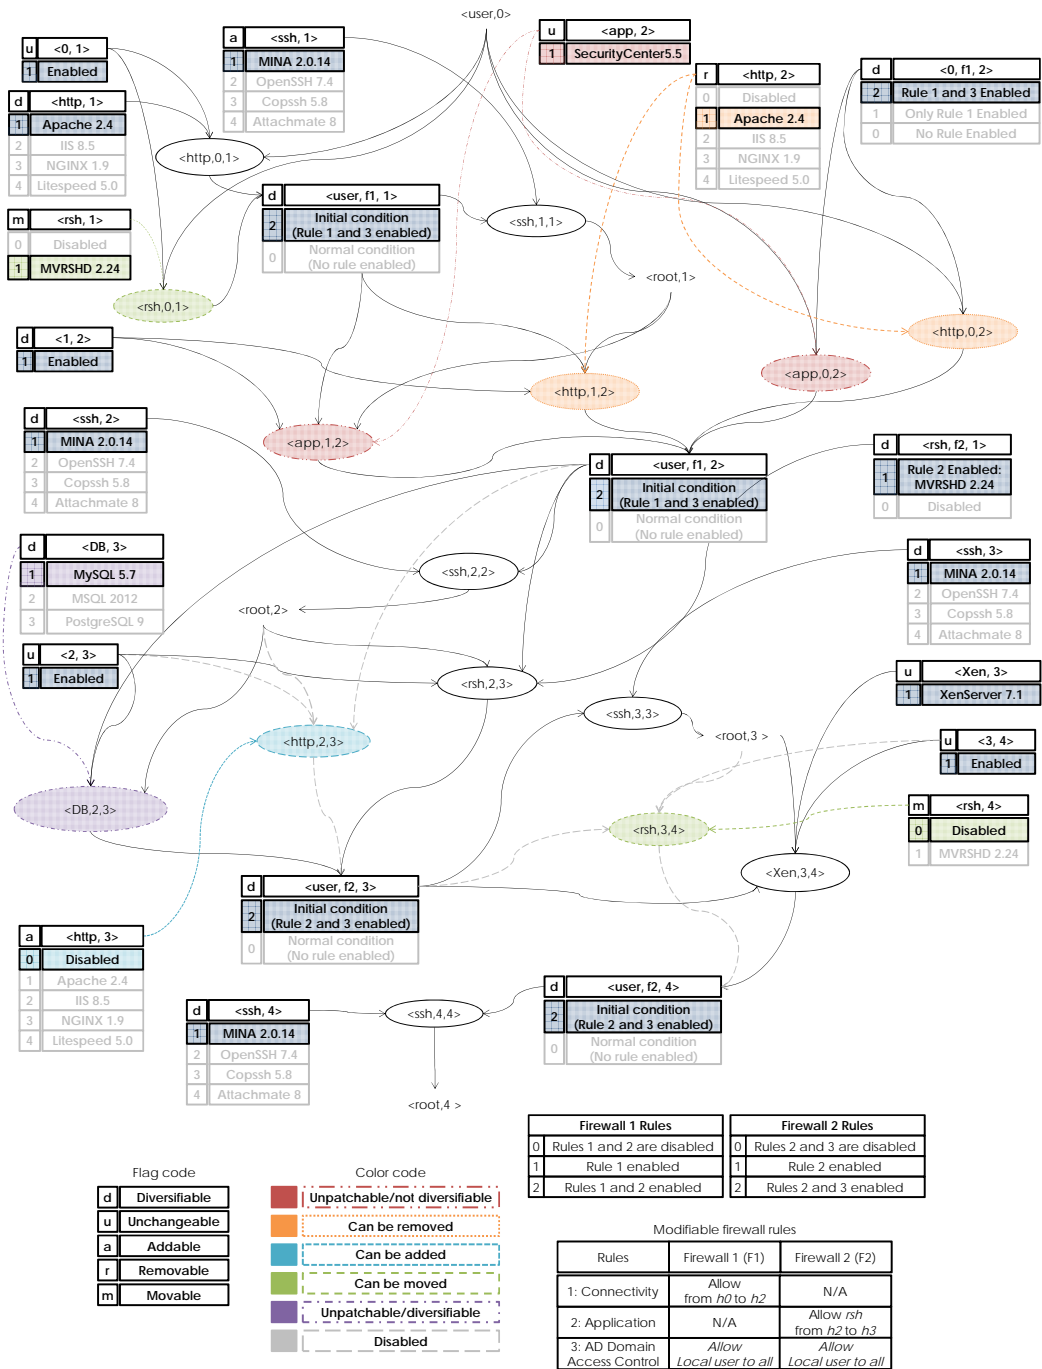 <user,0>
u <0, 1>
1 Enabled
a <ssh, 1>
1 MINA 2.0.14
2 OpenSSH 7.4
3 Copssh 5.8
4 Attachmate 8
u <app, 2>
1 SecurityCenter5.5
r <http, 2>
0 Disabled
1 Apache 2.4
2 IIS 8.5
3 NGINX 1.9
4 Litespeed 5.0
d <0, f1, 2>
2 Rule 1 and 3 Enabled
1 Only Rule 1 Enabled
0 No Rule Enabled
d <http, 1>
1 Apache 2.4
2 IIS 8.5
3 NGINX 1.9
4 Litespeed 5.0
<http,0,1>
m <rsh, 1>
0 Disabled
1 MVRSHD 2.24
d <user, f1, 1>
2 Initial condition
(Rule 1 and 3 enabled)
0 Normal condition
(No rule enabled)
<ssh,1,1>
<root,1>
<rsh,0,1>
<http,0,2>
d <1, 2>
1 Enabled
<app,0,2>
<http,1,2>
d <ssh, 2>
1 MINA 2.0.14
2 OpenSSH 7.4
3 Copssh 5.8
4 Attachmate 8
<app,1,2>
d <user, f1, 2>
2 Initial condition
(Rule 1 and 3 enabled)
0 Normal condition
(No rule enabled)
d <rsh, f2, 1>
1 Rule 2 Enabled:
MVRSHD 2.24
0 Disabled
d <DB, 3>
1 MySQL 5.7
2 MSQL 2012
3 PostgreSQL 9
<ssh,2,2>
d <ssh, 3>
1 MINA 2.0.14
2 OpenSSH 7.4
3 Copssh 5.8
4 Attachmate 8
<root,2>
u <2, 3>
1 Enabled
<rsh,2,3>
u <Xen, 3>
1 XenServer 7.1
<ssh,3,3>
<http,2,3>
<root,3 >
u <3, 4>
1 Enabled
<DB,2,3>
<rsh,3,4>
m <rsh, 4>
0 Disabled
1 MVRSHD 2.24
<Xen,3,4>
d <user, f2, 3>
2 Initial condition
(Rule 2 and 3 enabled)
0 Normal condition
(No rule enabled)
a <http, 3>
0 Disabled
1 Apache 2.4
2 IIS 8.5
3 NGINX 1.9
4 Litespeed 5.0
d <user, f2, 4>
2 Initial condition
(Rule 2 and 3 enabled)
0 Normal condition
(No rule enabled)
d <ssh, 4>
1 MINA 2.0.14
2 OpenSSH 7.4
3 Copssh 5.8
4 Attachmate 8
<ssh,4,4>
<root,4 >
Firewall 1 Rules
0 Rules 1 and 2 are disabled
1 Rule 1 enabled
2 Rules 1 and 2 enabled
Firewall 2 Rules
0 Rules 2 and 3 are disabled
1 Rule 2 enabled
2 Rules 2 and 3 enabled
Flag code
d Diversifiable
u Unchangeable
a Addable
r Removable
m Movable
Color code
Unpatchable/not diversifiable
Can be removed
Can be added
Can be moved
Unpatchable/diversifiable
Disabled
Modifiable firewall rules
Rules Firewall 1 (F1) Firewall 2 (F2)
1: Connectivity Allow from h0 to h2 N/A
2: Application N/A Allow rsh from h2 to h3
3: AD Domain Access Control Allow Local user to all Allow Local user to all